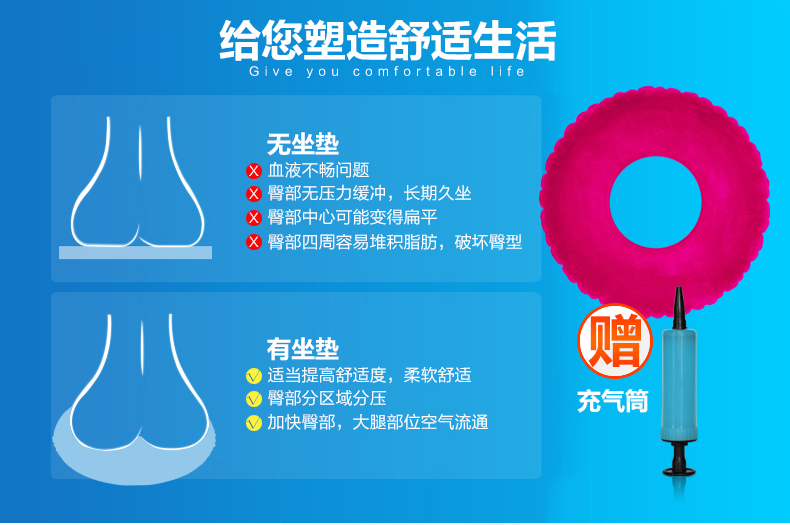 给您塑造舒适生活
Give you comfortable life
无坐垫
X 血液不畅问题
X 臀部无压力缓冲，长期久坐
X 臀部中心可能变得扁平
X 臀部四周容易堆积脂肪，破坏臀型
有坐垫
√ 适当提高舒适度，柔软舒适
√ 臀部分区域分压
√ 加快臀部，大腿部位空气流通
赠
充气筒